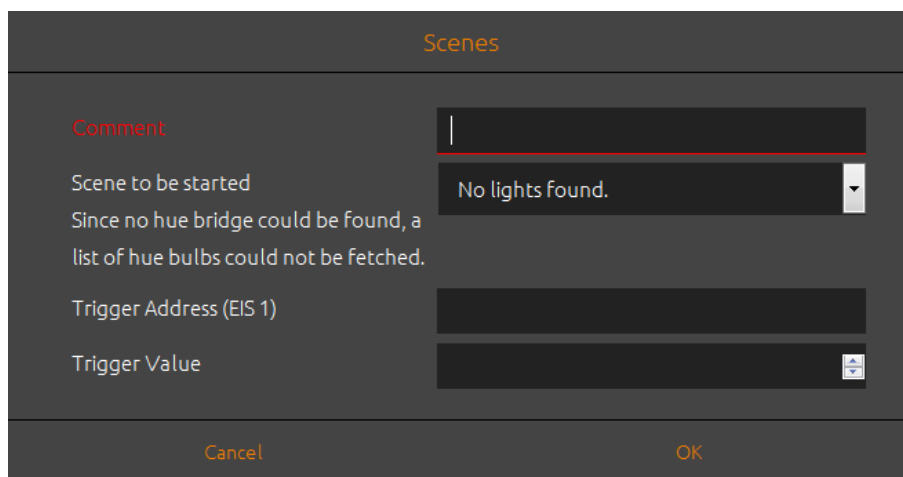 Scenes
Comment
Scene to be started
No lights found.
Since no hue bridge could be found, a
list of hue bulbs could not be fetched.
Trigger Address (EIS 1)
Trigger Value
Cancel
OK